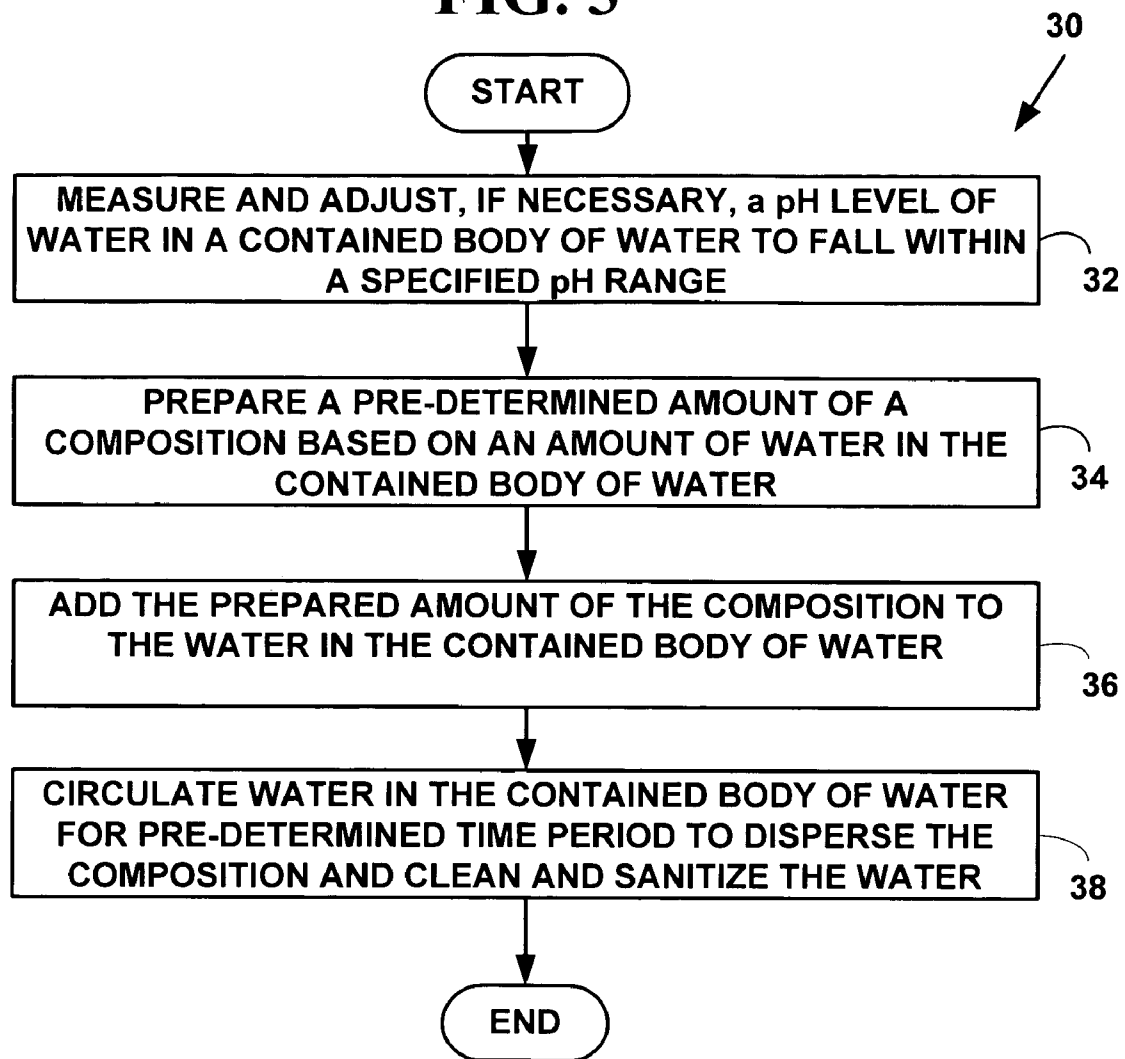 30
START
MEASURE AND ADJUST, IF NECESSARY, a pH LEVEL OF
WATER IN A CONTAINED BODY OF WATER TO FALL WITHIN
A SPECIFIED pH RANGE
32
PREPARE A PRE-DETERMINED AMOUNT OF A
COMPOSITION BASED ON AN AMOUNT OF WATER IN THE
CONTAINED BODY OF WATER
34
ADD THE PREPARED AMOUNT OF THE COMPOSITION TO
THE WATER IN THE CONTAINED BODY OF WATER
36
CIRCULATE WATER IN THE CONTAINED BODY OF WATER
FOR PRE-DETERMINED TIME PERIOD TO DISPERSE THE
COMPOSITION AND CLEAN AND SANITIZE THE WATER
38
END